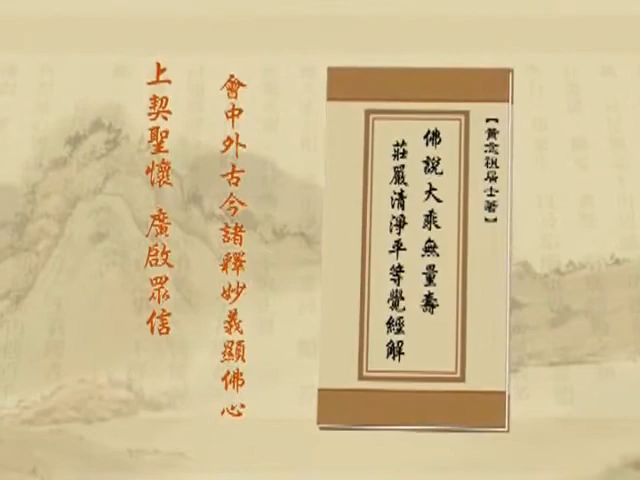 【黃念祖居士著】
佛說大乘無量壽
莊嚴清淨平等覺經解
會中外古今諸釋妙義顯佛心
上契聖懷 廣啟眾信